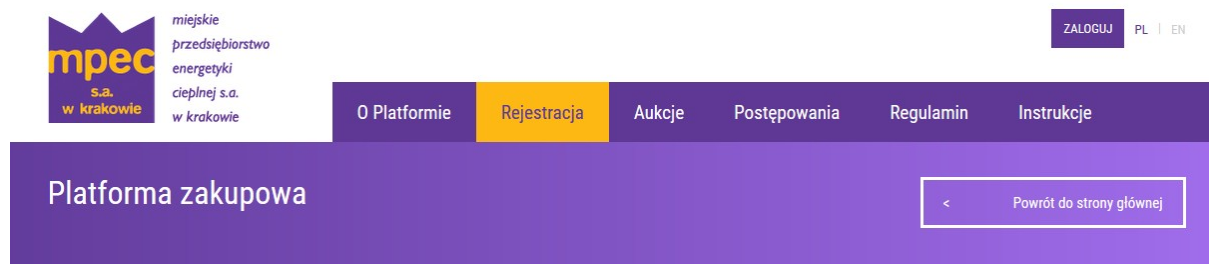 mpec
s.a.
w krakowie
miejskie
przedsiębiorstwo
energetyki
cieplnej s.a.
w krakowie
ZALOGUJ PL | EN
O Platformie Rejestracja Aukcje Postępowania Regulamin Instrukcje
Platforma zakupowa
< Powrót do strony głównej